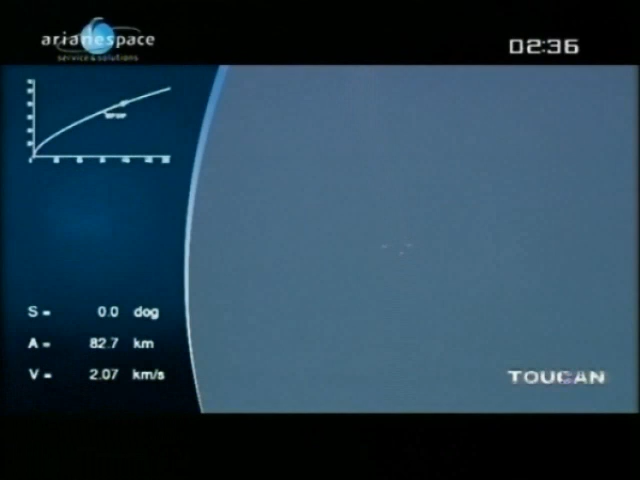 arianespace
service & solutions
02:36
S = 0.0 dog
A = 82.7 km
V = 2.07 km/s
TOUCAN